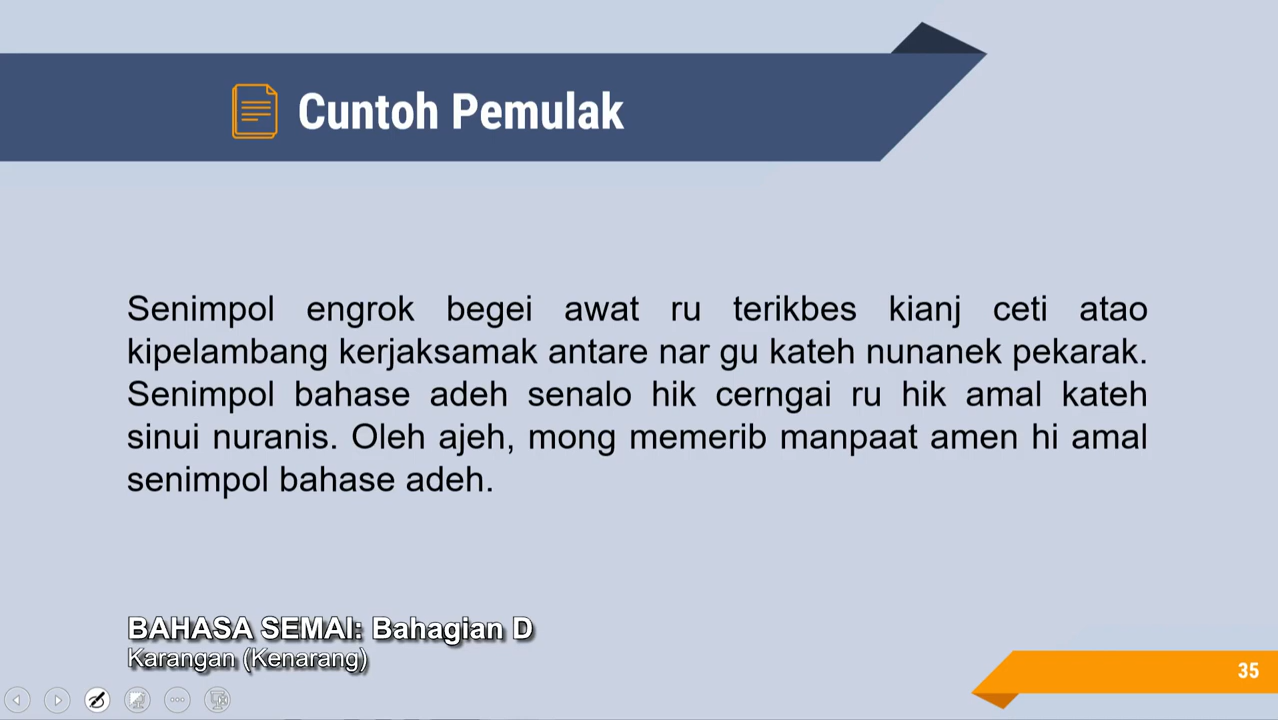 Cuntoh Pemulak
Senimpol engrok begei awat ru terikbes kianj ceti atao
kipelambang kerjaksamak antare nar gu kateh nunanek pekarak.
Senimpol bahase adeh senalo hik cerngai ru hik amal kateh
sinui nuranis. Oleh ajeh, mong memerib manpaat amen hi amal
senimpol bahase adeh.
BAHASA SEMAI: Bahagian D
Karangan (Kenarang)
35